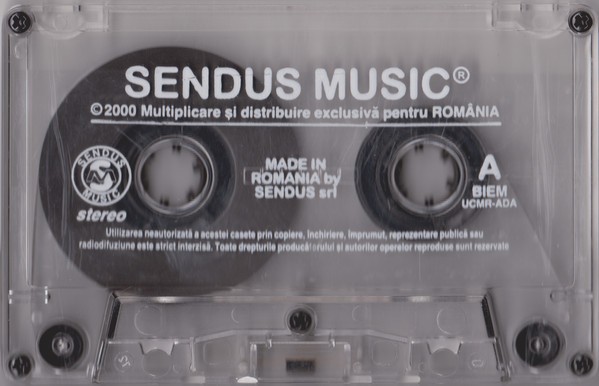 SENDUS MUSIC®
©2000 Multiplicare şi distribuire exclusivă pentru ROMÂNIA
SENDUS
MUSIC
stereo
MADE IN
ROMANIA by
SENDUS srl
A
BIEM
UCMR-ADA
Utilizarea neautorizată a acestei casete prin copiere, închiriere, împrumut, reprezentare publică sau
radiodifuziune este strict interzisă. Toate drepturile producătorului şi autorilor operelor reproduse sunt rezervate